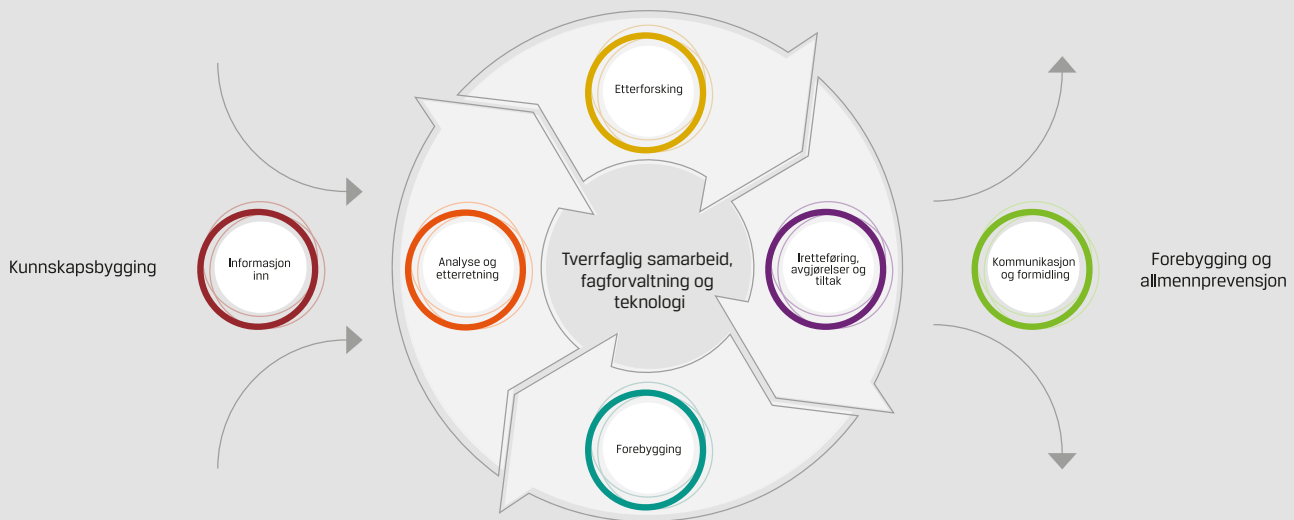 Etterforsking
Kunnskapsbygging
Informasjon
inn
Analyse og
etterretning
Tverrfaglig samarbeid,
fagforvaltning og
teknologi
Iretteføring,
avgjørelser og
tiltak
Kommunikasjon
og formidling
Forebygging og
allmennprevensjon
Forebygging